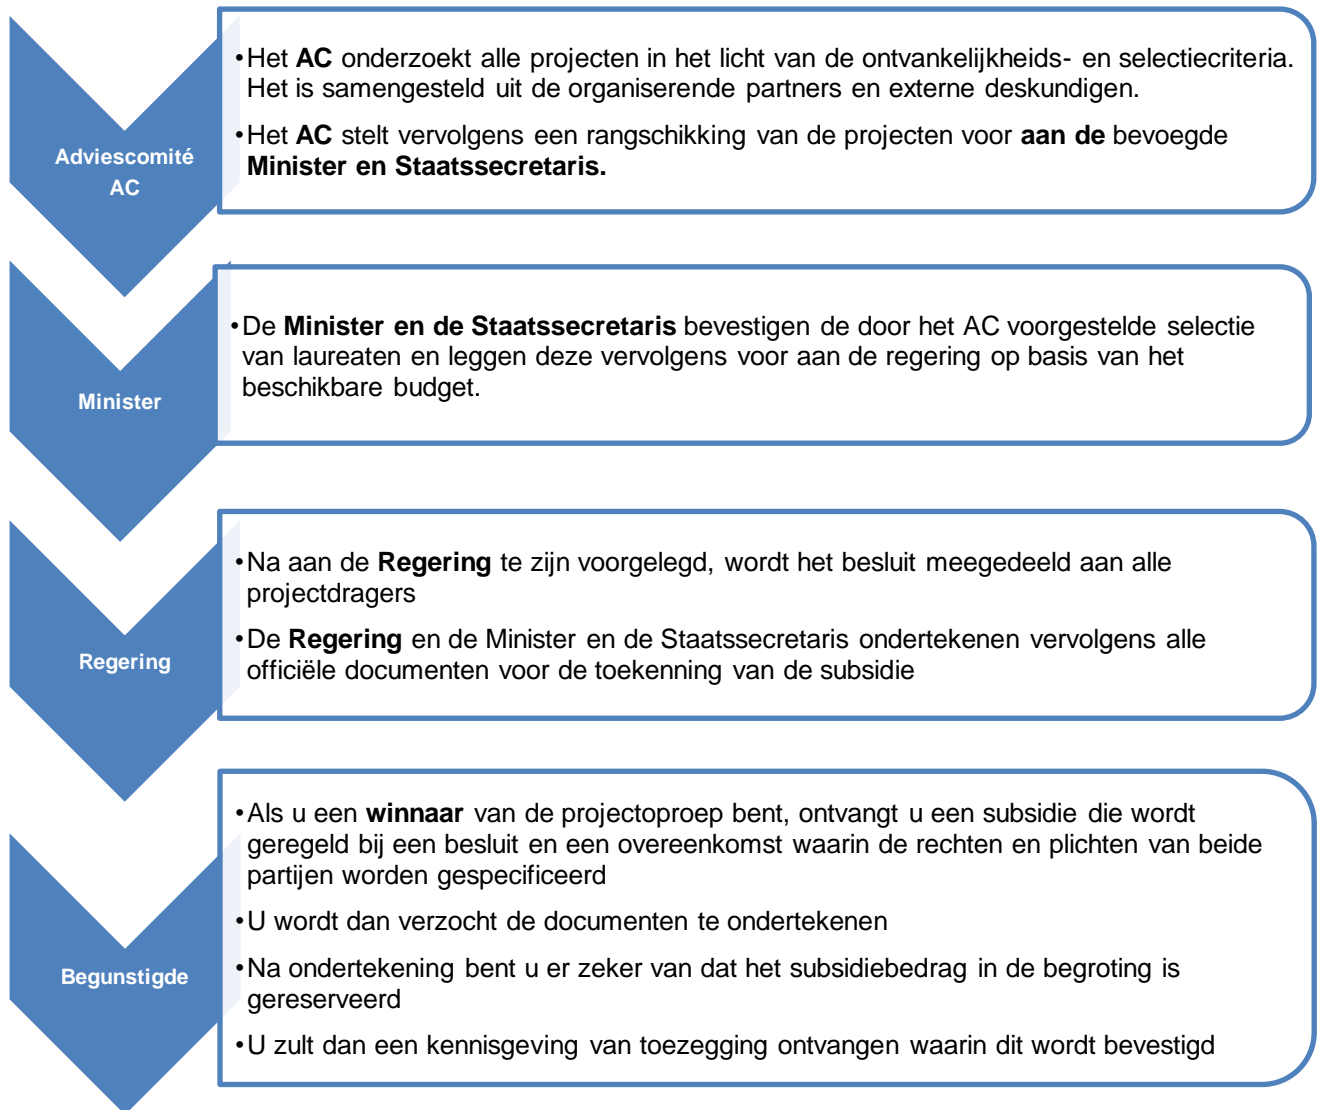 Adviescomité
AC
•Het AC onderzoekt alle projecten in het licht van de ontvankelijkheids- en selectiecriteria.
Het is samengesteld uit de organiserende partners en externe deskundigen.
•Het AC stelt vervolgens een rangschikking van de projecten voor aan de bevoegde
Minister en Staatssecretaris.
Minister
•De Minister en de Staatssecretaris bevestigen de door het AC voorgestelde selectie
van laureaten en leggen deze vervolgens voor aan de regering op basis van het
beschikbare budget.
Regering
•Na aan de Regering te zijn voorgelegd, wordt het besluit meegedeeld aan alle
projectdragers
•De Regering en de Minister en de Staatssecretaris ondertekenen vervolgens alle
officiële documenten voor de toekenning van de subsidie
Begunstigde
•Als u een winnaar van de projectoproep bent, ontvangt u een subsidie die wordt
geregeld bij een besluit en een overeenkomst waarin de rechten en plichten van beide
partijen worden gespecificeerd
•U wordt dan verzocht de documenten te ondertekenen
•Na ondertekening bent u er zeker van dat het subsidiebedrag in de begroting is
gereserveerd
•U zult dan een kennisgeving van toezegging ontvangen waarin dit wordt bevestigd